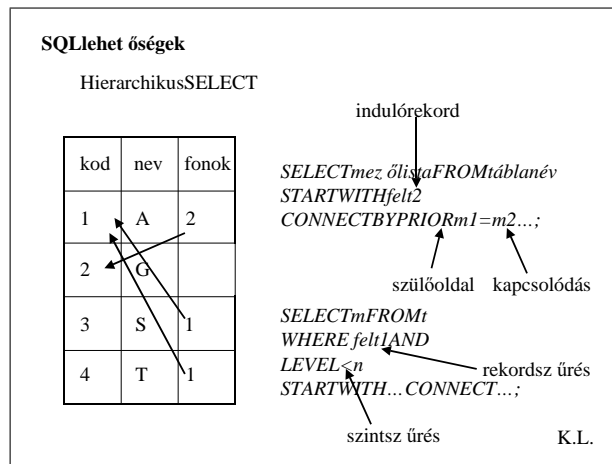 SQLlehet őségek
HierarchikusSELECT
kod nev fonok
1 A 2
2 G
3 S 1
4 T 1
indulórekord
SELECTmez őlistaFROMtáblanév
STARTWITHfelt2
CONNECTBYPRIORm1=m2…;
szülőoldal kapcsolódás
SELECTmFROMt
WHERE felt1AND
LEVEL<n
rekordsz űrés
STARTWITH…CONNECT…;
szintsz űrés
K.L.